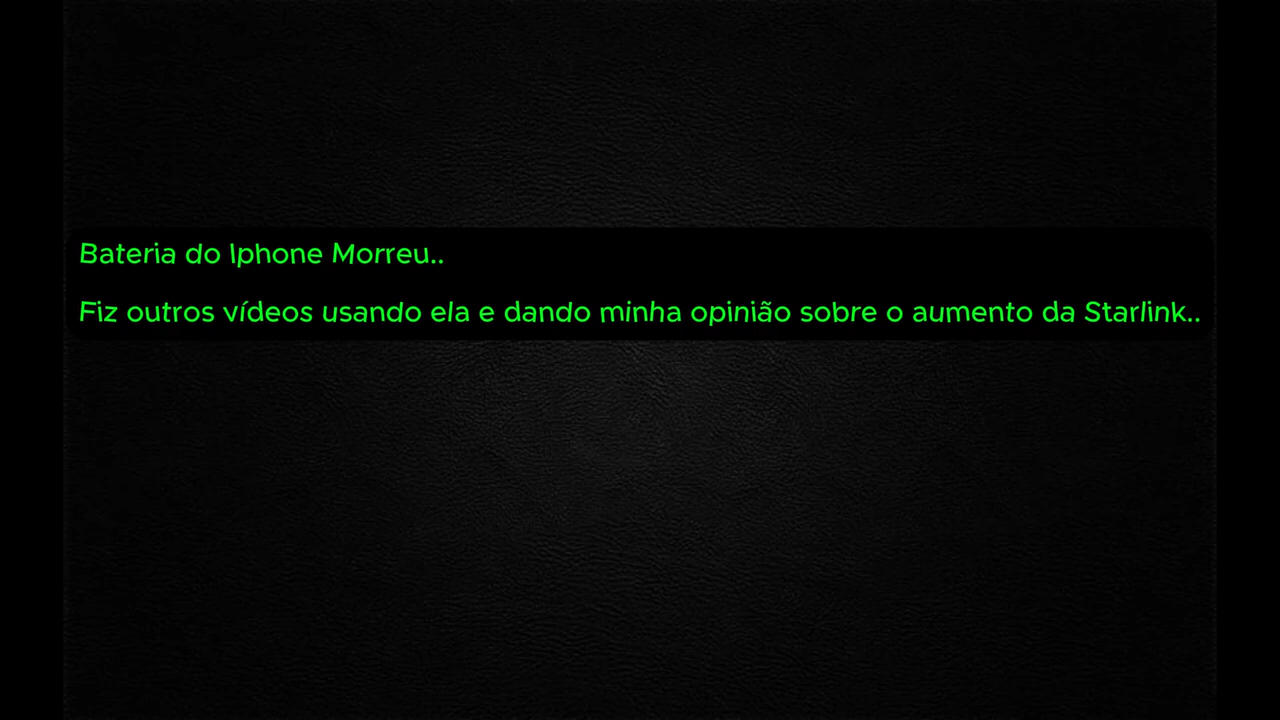 Bateria do Iphone Morreu..
Fiz outros vídeos usando ela e dando minha opinião sobre o aumento da Starlink..